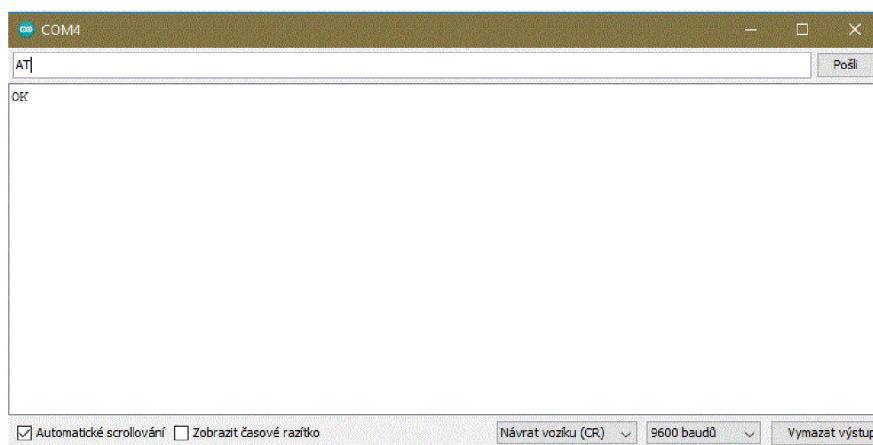 COM4
AT
Pošli
OK
Automatické scrollování Zobrazit časové razítko Návrat vozíku (CR) 9600 baudů Vymazat výstup